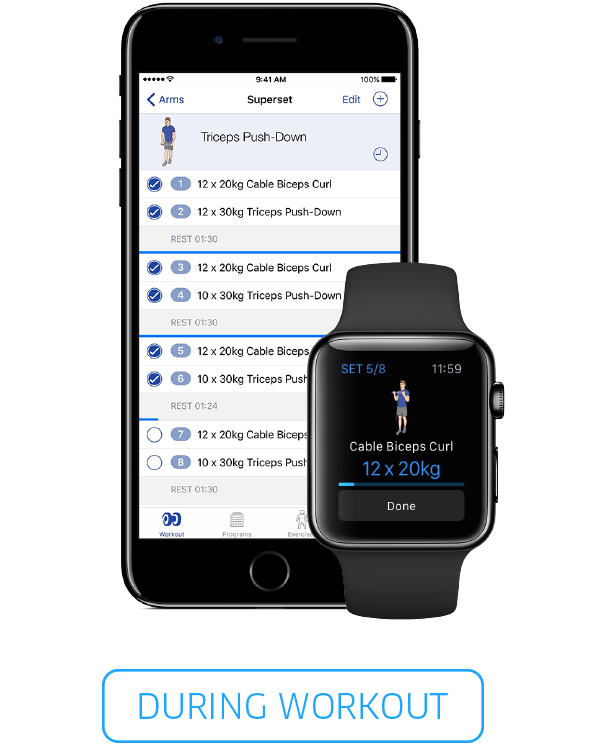 9:41 AM 100%
Arms Superset Edit
Triceps Push-Down
1 12 x 20kg Cable Biceps Curl
2 12 x 30kg Triceps Push-Down
REST 01:30
3 12 x 20kg Cable Biceps Curl
4 10 x 30kg Triceps Push-Down
REST 01:30
5 12 x 20kg Cable Biceps
6 10 x 30kg Triceps
REST 01:24
7 12 x 20kg Cable Biceps
8 10 x 30kg Triceps
REST 01:30
Workout Programs
SET 5/8 11:59
Cable Biceps Curl
12 x 20kg
Done
DURING WORKOUT